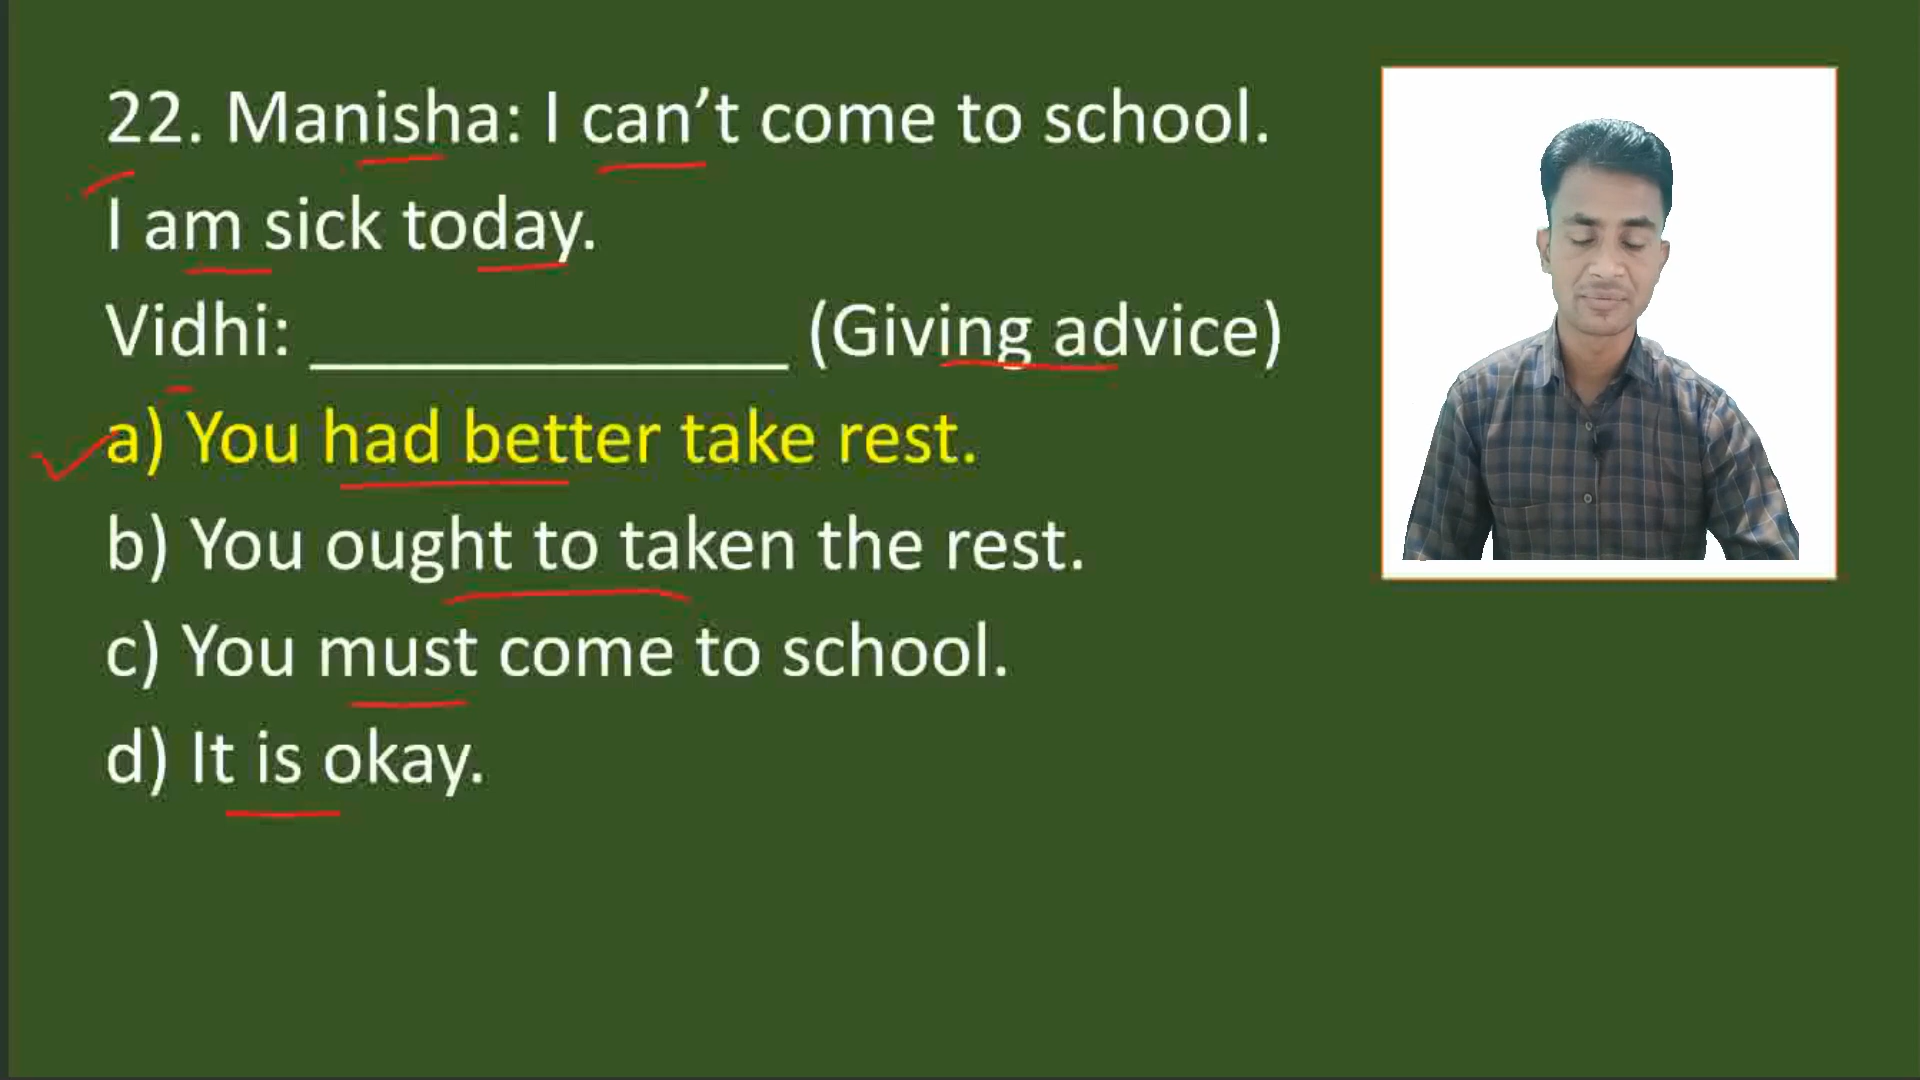 22. Manisha: I can’t come to school.
I am sick today.
Vidhi: ______________ (Giving advice)
a) You had better take rest.
b) You ought to taken the rest.
c) You must come to school.
d) It is okay.